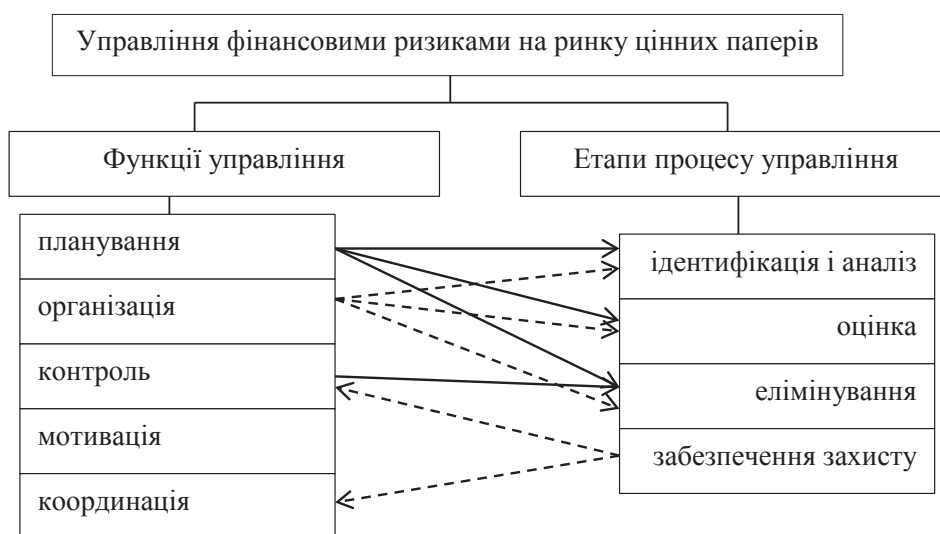 Управління фінансовими ризиками на ринку цінних паперів
Функції управління
Етапи процесу управління
планування
організація
контроль
мотивація
координація
ідентифікація і аналіз
оцінка
елімінування
забезпечення захисту